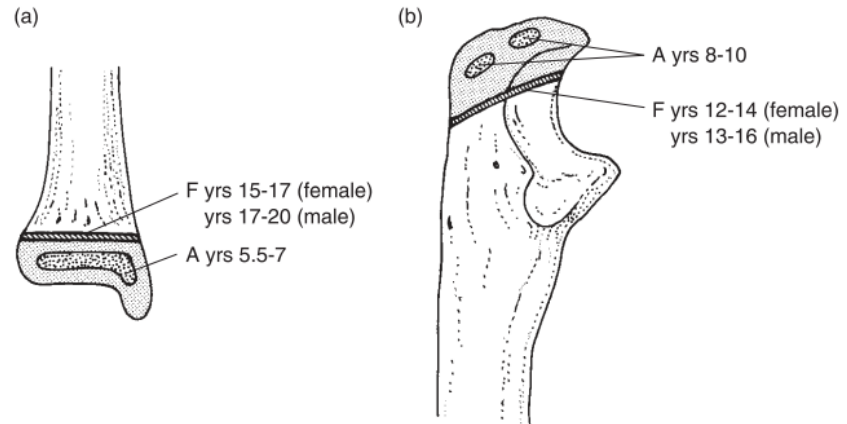 (a)
F yrs 15-17 (female)
yrs 17-20 (male)
A yrs 5.5-7
(b)
A yrs 8-10
F yrs 12-14 (female)
yrs 13-16 (male)